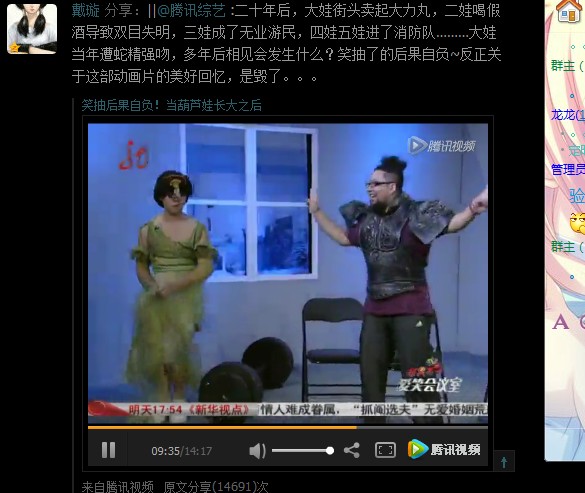 戴璇 分享：||@腾讯综艺 :二十年后，大娃街头卖起大力丸，二娃喝假
酒导致双目失明，三娃成了无业游民，四娃五娃进了消防队………大娃
当年遭蛇精强吻，多年后相见会发生什么？笑抽了的后果自负~反正关
于这部动画片的美好回忆，是毁了。。。
笑抽后果自负！当葫芦娃长大之后
腾讯视频
爱笑会议室
明天17:54《新华视点》 情人难成眷属，“抓阄选夫”无爱婚姻荒
09:35/14:17
腾讯视频
来自腾讯视频 原文分享(14691)次
群主（
龙龙(1
管理员
验
群主（